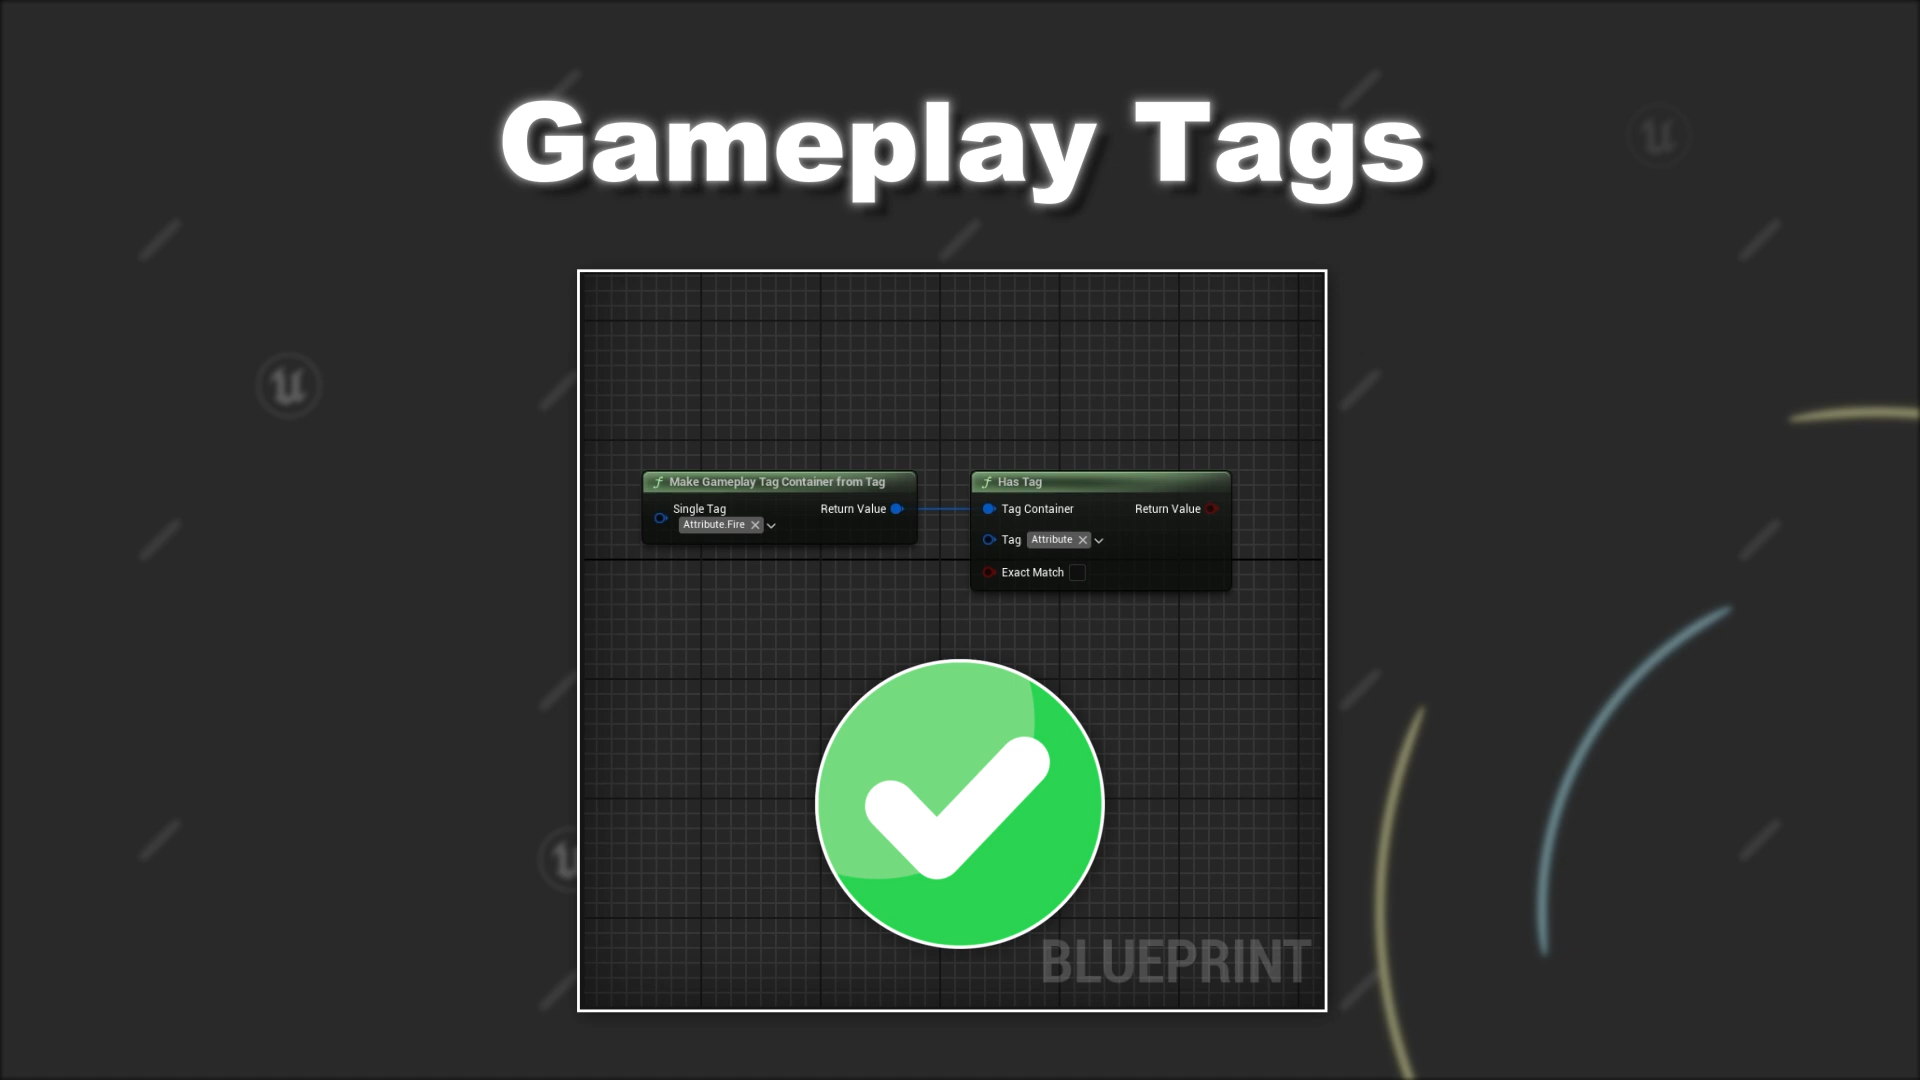 Gameplay Tags
Make Gameplay Tag Container from Tag
Single Tag
Return Value
Attribute.Fire
Has Tag
Tag Container
Return Value
Tag
Attribute
Exact Match
BLUEPRINT